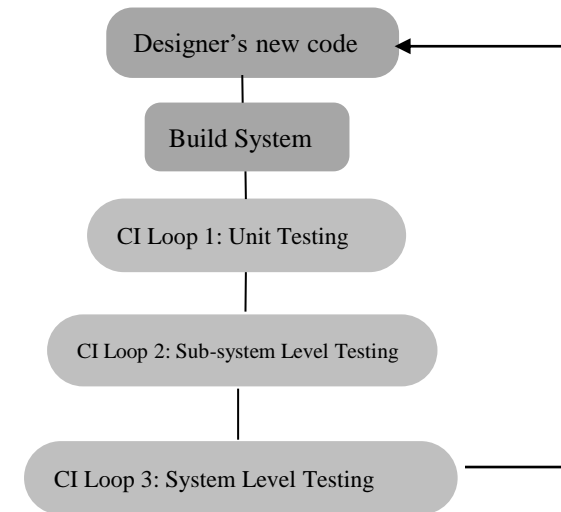 Designer’s new code
Build System
CI Loop 1: Unit Testing
CI Loop 2: Sub-system Level Testing
CI Loop 3: System Level Testing